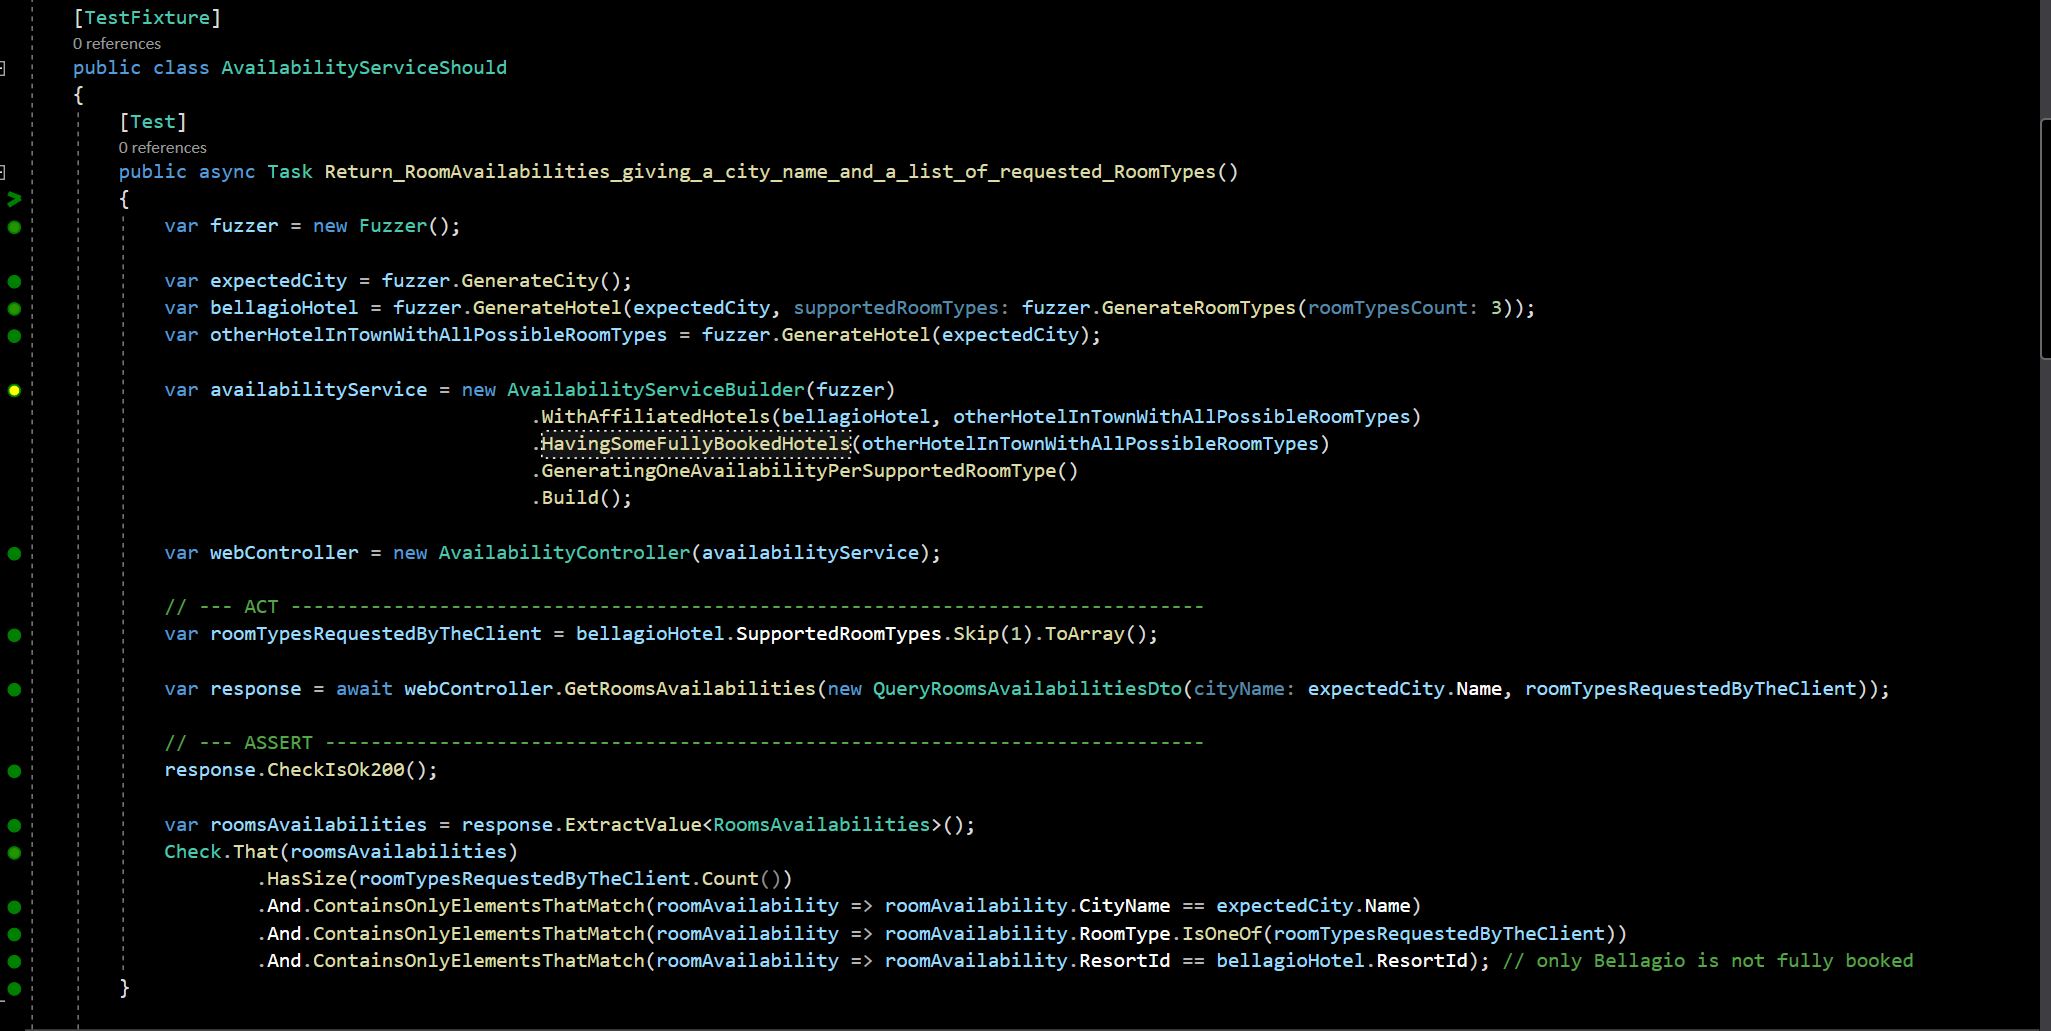 [TestFixture]
0 references
public class AvailabilityServiceShould
{
[Test]
0 references
public async Task Return_RoomAvailabilities_giving_a_city_name_and_a_list_of_requested_RoomTypes()
{
var fuzzer = new Fuzzer();
var expectedCity = fuzzer.GenerateCity();
var bellagioHotel = fuzzer.GenerateHotel(expectedCity, supportedRoomTypes: fuzzer.GenerateRoomTypes(roomTypesCount: 3));
var otherHotelInTownWithAllPossibleRoomTypes = fuzzer.GenerateHotel(expectedCity);
var availabilityService = new AvailabilityServiceBuilder(fuzzer)
.WithAffiliatedHotels(bellagioHotel, otherHotelInTownWithAllPossibleRoomTypes)
.HavingSomeFullyBookedHotels(otherHotelInTownWithAllPossibleRoomTypes)
.GeneratingOneAvailabilityPerSupportedRoomType()
.Build();
var webController = new AvailabilityController(availabilityService);
// --- ACT --------------------------------------------------------------------------------
var roomTypesRequestedByTheClient = bellagioHotel.SupportedRoomTypes.Skip(1).ToArray();
var response = await webController.GetRoomsAvailabilities(new QueryRoomsAvailabilitiesDto(cityName: expectedCity.Name, roomTypesRequestedByTheClient));
// --- ASSERT -----------------------------------------------------------------------------
response.CheckIsOk200();
var roomsAvailabilities = response.ExtractValue<RoomsAvailabilities>();
Check.That(roomsAvailabilities)
.HasSize(roomTypesRequestedByTheClient.Count())
.And.ContainsOnlyElementsThatMatch(roomAvailability => roomAvailability.CityName == expectedCity.Name)
.And.ContainsOnlyElementsThatMatch(roomAvailability => roomAvailability.RoomType.IsOneOf(roomTypesRequestedByTheClient))
.And.ContainsOnlyElementsThatMatch(roomAvailability => roomAvailability.ResortId == bellagioHotel.ResortId); // only Bellagio is not fully booked
}